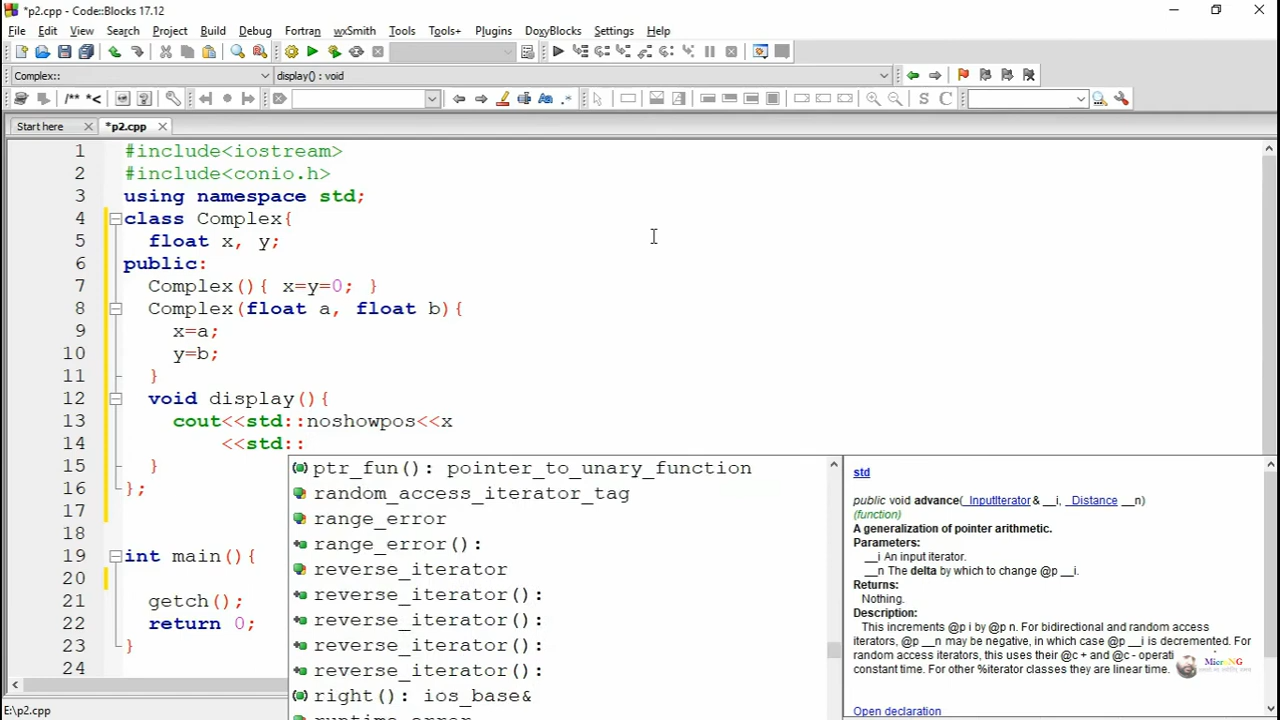 *p2.cpp - Code::Blocks 17.12
File Edit View Search Project Build Debug Fortran wxSmith Tools Tools+ Plugins DoxyBlocks Settings Help
/** *<
Aa .*
S C
Complex:: display() : void
Start here *p2.cpp
1 #include<iostream>
2 #include<conio.h>
3 using namespace std;
4 class Complex{
5 float x, y;
6 public:
7 Complex(){ x=y=0; }
8 Complex(float a, float b){
9 x=a;
10 y=b;
11 }
12 void display(){
13 cout<<std::noshowpos<<x
14 <<std::
15 }
16 };
17
18
19 int main(){
20
21 getch();
22 return 0;
23 }
24
ptr_fun(): pointer_to_unary_function
random_access_iterator_tag
range_error
range_error():
reverse_iterator
reverse_iterator():
reverse_iterator():
reverse_iterator():
reverse_iterator():
right(): ios_base&
runtime_error
std
public void advance(_InputIterator & __i, _Distance __n)
(function)
A generalization of pointer arithmetic.
Parameters:
__i An input iterator.
__n The delta by which to change @p __i.
Returns:
Nothing.
Description:
This increments @p i by @p n. For bidirectional and random access
iterators, @p __n may be negative, in which case @p __i is decremented. For
random access iterators, this uses their @c + and @c - operati
constant time. For other %iterator classes they are linear time.
MicroNG
Open declaration
E:\p2.cpp